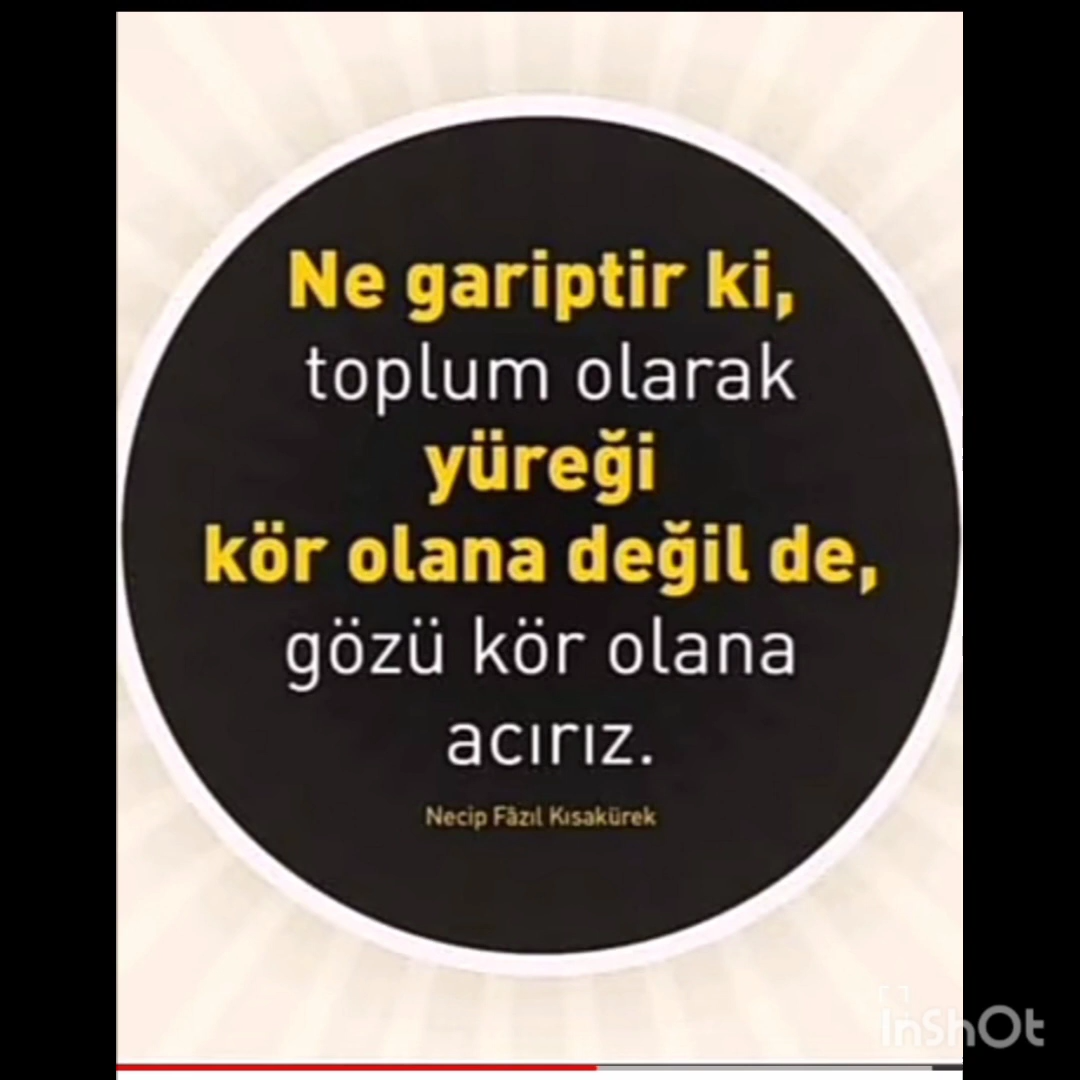 Ne gariptir ki,
toplum olarak
yüreği
kör olana değil de,
gözü kör olana
acırız.
Necip Fâzıl Kısakürek
InShOt